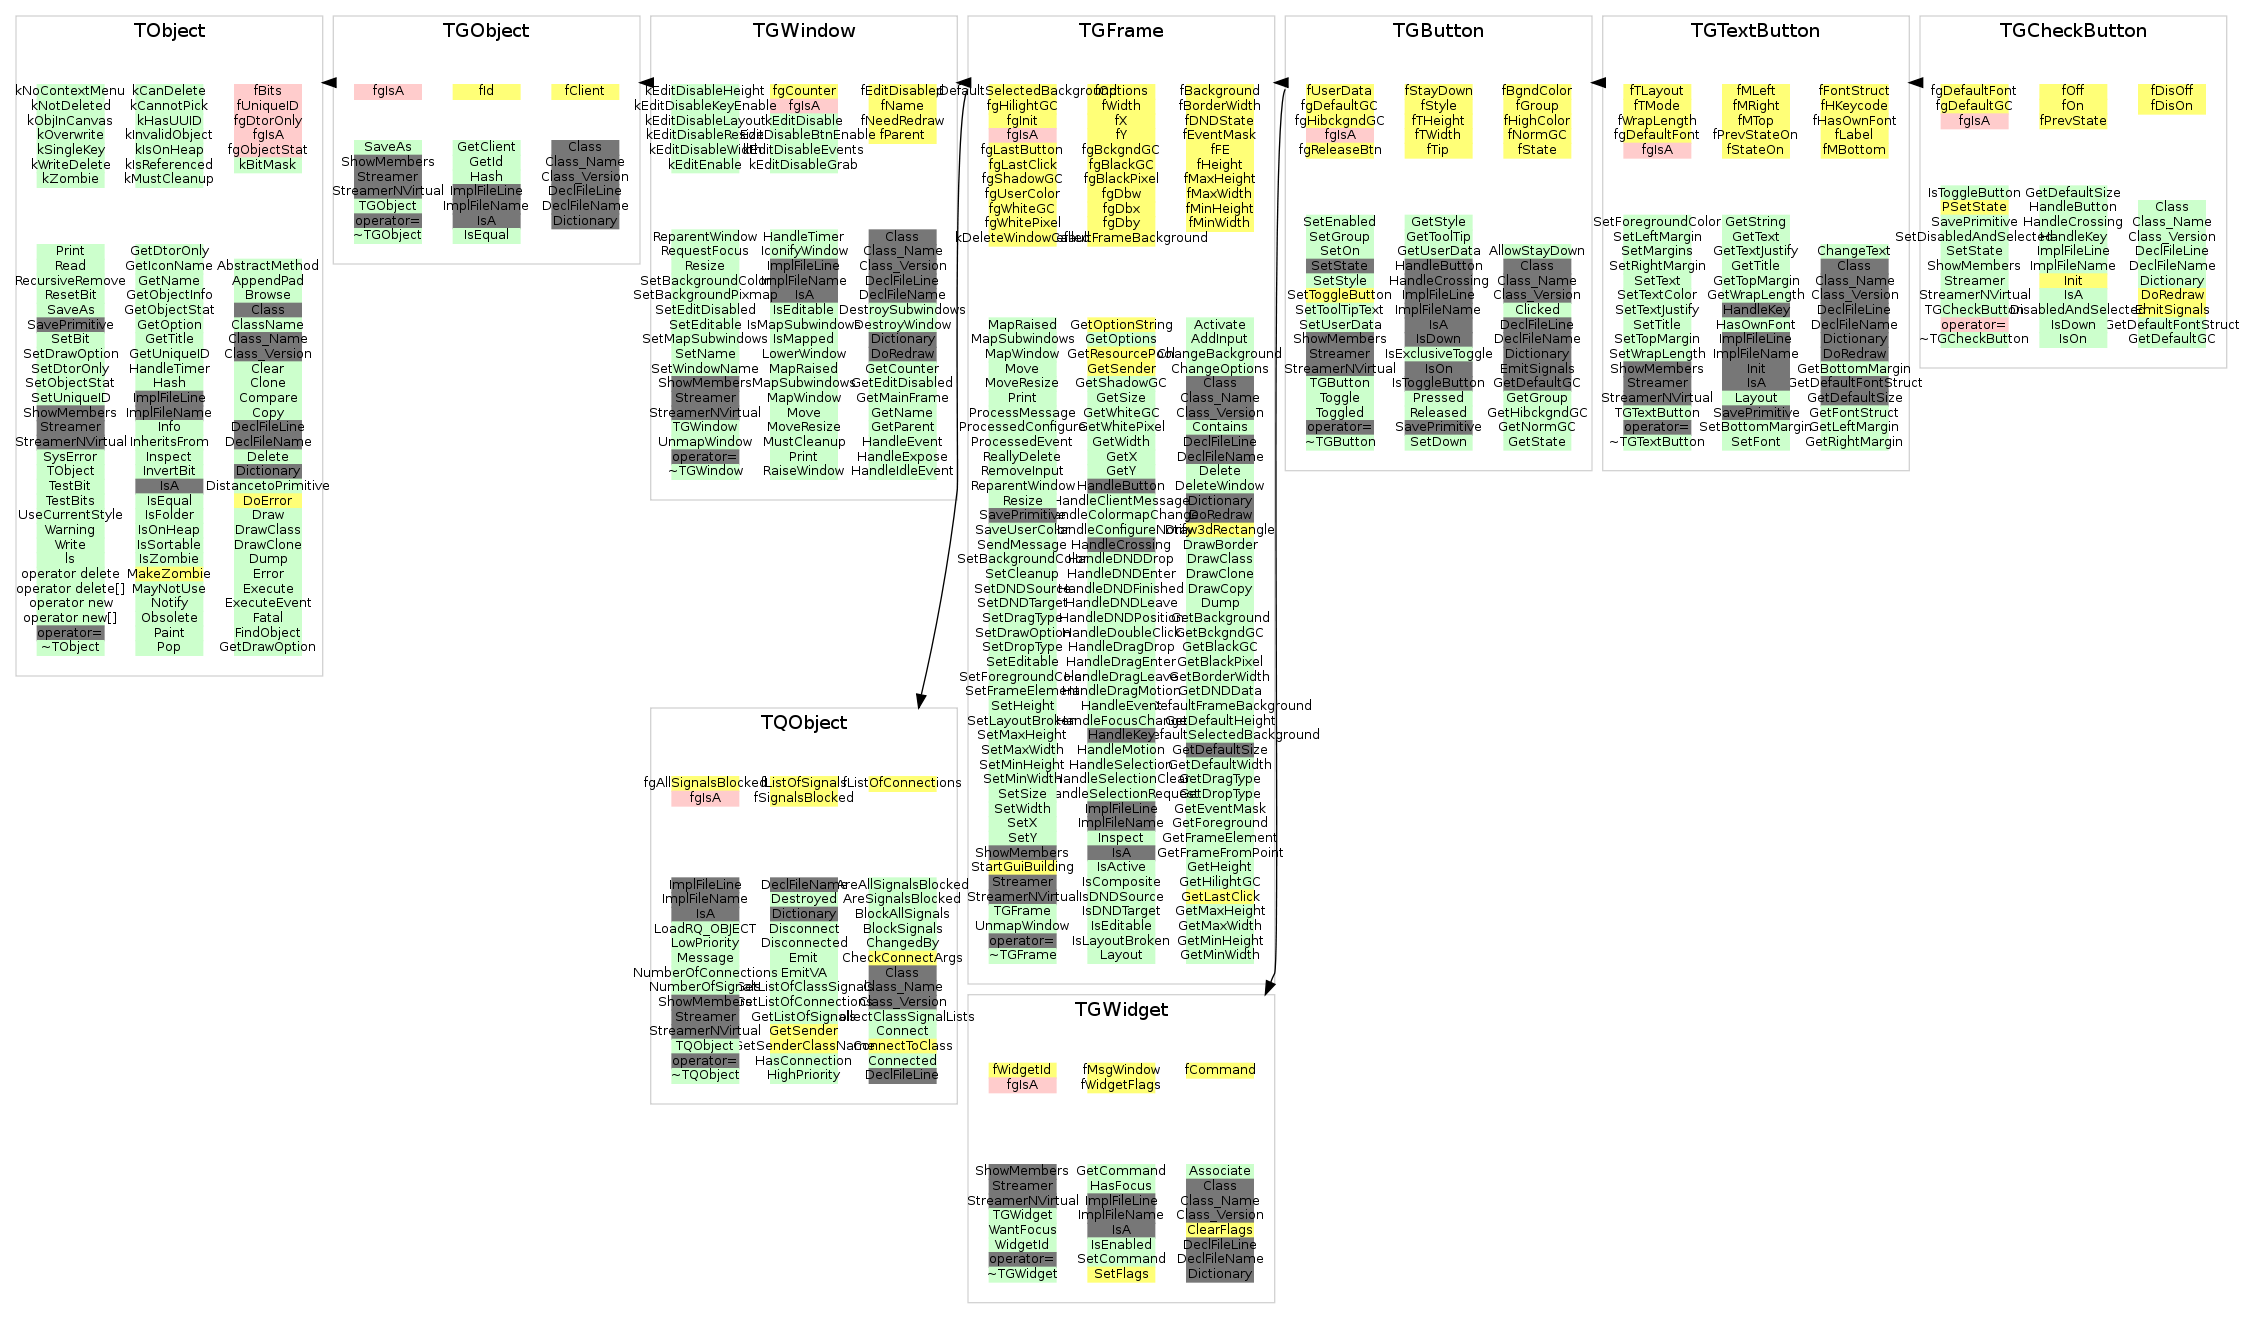 TObject
kNoContextMenu kCanDelete fBits
kNotDeleted kCannotPick fUniqueID
kObjInCanvas kHasUUID fgDtorOnly
kOverwrite kInvalidObject fgIsA
kSingleKey kIsOnHeap fgObjectStat
kWriteDelete kIsReferenced kBitMask
kZombie kMustCleanup
Print GetDtorOnly
Read GetIconName AbstractMethod
RecursiveRemove GetName AppendPad
ResetBit GetObjectInfo Browse
SaveAs GetObjectStat Class
SavePrimitive GetOption ClassName
SetBit GetTitle Class_Name
SetDrawOption GetUniqueID Class_Version
SetDtorOnly HandleTimer Clear
SetObjectStat Hash Clone
SetUniqueID ImplFileLine Compare
ShowMembers ImplFileName Copy
Streamer Info DeclFileLine
StreamerNVirtual InheritsFrom DeclFileName
SysError Inspect Delete
TObject InvertBit Dictionary
TestBit IsA DistancetoPrimitive
TestBits IsEqual DoError
UseCurrentStyle IsFolder Draw
Warning IsOnHeap DrawClass
Write IsSortable DrawClone
ls IsZombie Dump
operator delete MakeZombie Error
operator delete[] MayNotUse Execute
operator new Notify ExecuteEvent
operator new[] Obsolete Fatal
operator= Paint FindObject
~TObject Pop GetDrawOption
TGObject
fgIsA fId fClient
SaveAs GetClient Class
ShowMembers GetId Class_Name
Streamer Hash Class_Version
StreamerNVirtual ImplFileLine DeclFileLine
TGObject ImplFileName DeclFileName
operator= IsA Dictionary
~TGObject IsEqual
TGWindow
kEditDisableHeight fgCounter fEditDisabled
kEditDisableKeyEnable fgIsA fName
kEditDisableLayout kEditDisable fNeedRedraw
kEditDisableResize kEditDisableBtnEnable fParent
kEditDisableWidth kEditDisableEvents
kEditEnable kEditDisableGrab
ReparentWindow HandleTimer Class
RequestFocus IconifyWindow Class_Name
Resize ImplFileLine Class_Version
SetBackgroundColor ImplFileName DeclFileLine
SetBackgroundPixmap IsA DeclFileName
SetEditDisabled IsEditable DestroySubwindows
SetEditable IsMapSubwindows DestroyWindow
SetMapSubwindows IsMapped Dictionary
SetName LowerWindow DoRedraw
SetWindowName MapRaised GetCounter
ShowMembers MapSubwindows GetEditDisabled
Streamer MapWindow GetMainFrame
StreamerNVirtual Move GetName
TGWindow MoveResize GetParent
UnmapWindow MustCleanup HandleEvent
operator= Print HandleExpose
~TGWindow RaiseWindow HandleIdleEvent
TGFrame
DefaultSelectedBackground fOptions fBackground
fgHilightGC fWidth fBorderWidth
fgInit fX fDNDState
fgIsA fY fEventMask
fgLastButton fgBckgndGC fFE
fgLastClick fgBlackGC fHeight
fgShadowGC fgBlackPixel fMaxHeight
fgUserColor fgDbw fMaxWidth
fgWhiteGC fgDbx fMinHeight
fgWhitePixel fgDby fMinWidth
kDeleteWindowCalled efaultFrameBackground
MapRaised GetOptionString Activate
MapSubwindows GetOptions AddInput
MapWindow GetResourcePool ChangeBackground
Move GetSender ChangeOptions
MoveResize GetShadowGC Class
Print GetSize Class_Name
ProcessMessage GetWhiteGC Class_Version
ProcessedConfigure GetWhitePixel Contains
ProcessedEvent GetWidth DeclFileLine
ReallyDelete GetX DeclFileName
RemoveInput GetY Delete
ReparentWindow HandleButton DeleteWindow
Resize HandleClientMessage Dictionary
SavePrimitive andleColormapChange DoRedraw
SaveUserColor andleConfigureNotify Draw3dRectangle
SendMessage HandleCrossing DrawBorder
SetBackgroundColor HandleDNDDrop DrawClass
SetCleanup HandleDNDEnter DrawClone
SetDNDSource HandleDNDFinished DrawCopy
SetDNDTarget HandleDNDLeave Dump
SetDragType HandleDNDPosition GetBackground
SetDrawOption HandleDoubleClick GetBckgndGC
SetDropType HandleDragDrop GetBlackGC
SetEditable HandleDragEnter GetBlackPixel
SetForegroundColor HandleDragLeave GetBorderWidth
SetFrameElement HandleDragMotion GetDNDData
SetHeight HandleEvent DefaultFrameBackground
SetLayoutBroken HandleFocusChange GetDefaultHeight
SetMaxHeight HandleKey efaultSelectedBackground
SetMaxWidth HandleMotion GetDefaultSize
SetMinHeight HandleSelection GetDefaultWidth
SetMinWidth HandleSelectionClear GetDragType
SetSize andleSelectionRequest GetDropType
SetWidth ImplFileLine GetEventMask
SetX ImplFileName GetForeground
SetY Inspect GetFrameElement
ShowMembers IsA GetFrameFromPoint
StartGuiBuilding IsActive GetHeight
Streamer IsComposite GetHilightGC
StreamerNVirtual IsDNDSource GetLastClick
TGFrame IsDNDTarget GetMaxHeight
UnmapWindow IsEditable GetMaxWidth
operator= IsLayoutBroken GetMinHeight
~TGFrame Layout GetMinWidth
TGButton
fUserData fStayDown fBgndColor
fgDefaultGC fStyle fGroup
fgHibckgndGC fTHeight fHighColor
fgIsA fTWidth fNormGC
fgReleaseBtn fTip fState
SetEnabled GetStyle
SetGroup GetToolTip
SetOn GetUserData AllowStayDown
SetState HandleButton Class
SetStyle HandleCrossing Class_Name
SetToggleButton ImplFileLine Class_Version
SetToolTipText ImplFileName Clicked
SetUserData IsA DeclFileLine
ShowMembers IsDown DeclFileName
Streamer IsExclusiveToggle Dictionary
StreamerNVirtual IsOn EmitSignals
TGButton IsToggleButton GetDefaultGC
Toggle Pressed GetGroup
Toggled Released GetHibckgndGC
operator= SavePrimitive GetNormGC
~TGButton SetDown GetState
TGTextButton
fTLayout fMLeft fFontStruct
fTMode fMRight fHKeycode
fWrapLength fMTop fHasOwnFont
fgDefaultFont fPrevStateOn fLabel
fgIsA fStateOn fMBottom
SetForegroundColor GetString
SetLeftMargin GetText
SetMargins GetTextJustify ChangeText
SetRightMargin GetTitle Class
SetText GetTopMargin Class_Name
SetTextColor GetWrapLength Class_Version
SetTextJustify HandleKey DeclFileLine
SetTitle HasOwnFont DeclFileName
SetTopMargin ImplFileLine Dictionary
SetWrapLength ImplFileName DoRedraw
ShowMembers Init GetBottomMargin
Streamer IsA GetDefaultFontStruct
StreamerNVirtual Layout GetDefaultSize
TGTextButton SavePrimitive GetFontStruct
operator= SetBottomMargin GetLeftMargin
~TGTextButton SetFont GetRightMargin
TGCheckButton
fgDefaultFont fOff fDisOff
fgDefaultGC fOn fDisOn
fgIsA fPrevState
IsToggleButton GetDefaultSize
PSetState HandleButton Class
SavePrimitive HandleCrossing Class_Name
SetDisabledAndSelected HandleKey Class_Version
SetState ImplFileLine DeclFileLine
ShowMembers ImplFileName DeclFileName
Streamer Init Dictionary
StreamerNVirtual IsA DoRedraw
TGCheckButton DisabledAndSelected EmitSignals
operator= IsDown GetDefaultFontStruct
~TGCheckButton IsOn GetDefaultGC
TQObject
fgAllSignalsBlocked fListOfSignals fListOfConnections
fgIsA fSignalsBlocked
ImplFileLine DeclFileName AreAllSignalsBlocked
ImplFileName Destroyed AreSignalsBlocked
IsA Dictionary BlockAllSignals
LoadRQ_OBJECT Disconnect BlockSignals
LowPriority Disconnected ChangedBy
Message Emit CheckConnectArgs
NumberOfConnections EmitVA Class
NumberOfSignals GetListOfClassSignals Class_Name
ShowMembers GetListOfConnections Class_Version
Streamer GetListOfSignals ollectClassSignalLists
StreamerNVirtual GetSender Connect
TQObject GetSenderClassName ConnectToClass
operator= HasConnection Connected
~TQObject HighPriority DeclFileLine
TGWidget
fWidgetId fMsgWindow fCommand
fgIsA fWidgetFlags
ShowMembers GetCommand Associate
Streamer HasFocus Class
StreamerNVirtual ImplFileLine Class_Name
TGWidget ImplFileName Class_Version
WantFocus IsA ClearFlags
WidgetId IsEnabled DeclFileLine
operator= SetCommand DeclFileName
~TGWidget SetFlags Dictionary